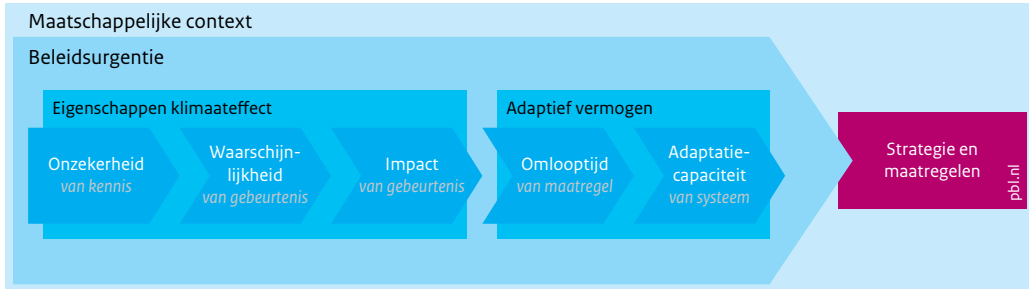 Maatschappelijke context
Beleidsurgentie
Eigenschappen klimaateffect
Onzekerheid
van kennis
Waarschijn-
lijkheid
van gebeurtenis
Impact
van gebeurtenis
Adaptief vermogen
Omlooptijd
van maatregel
Adaptatie-
capaciteit
van systeem
Strategie en
maatregelen
pbl.nl